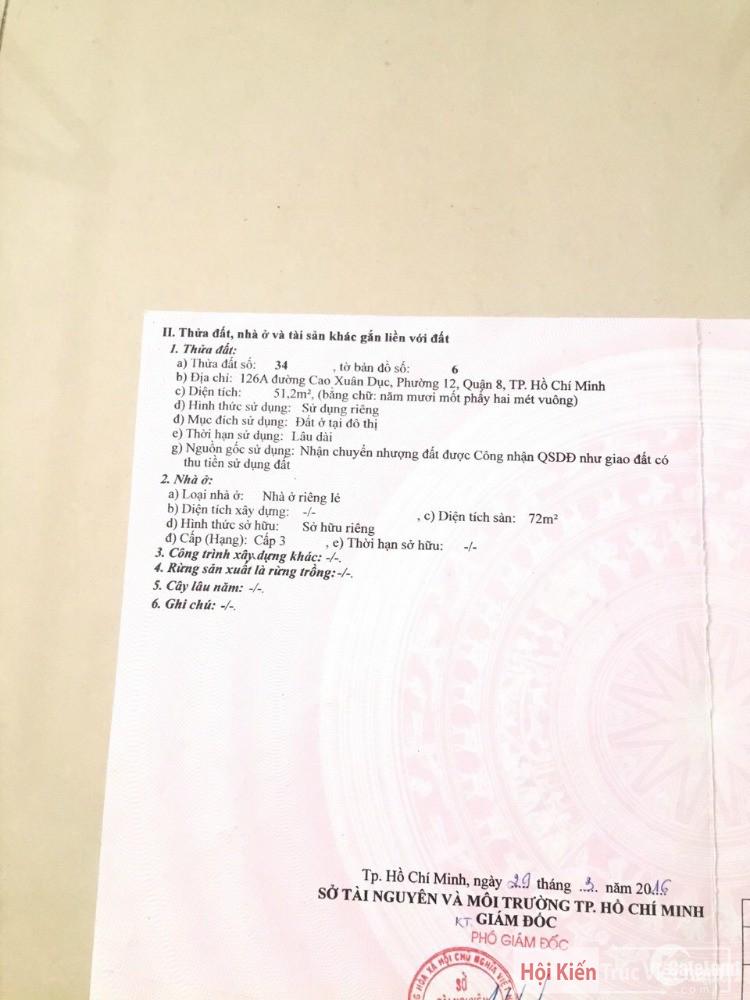 II. Thửa đất, nhà ở và tài sản khác gắn liền với đất
1. Thửa đất:
a) Thửa đất số: 34 , tờ bản đồ số: 6
b) Địa chỉ: 126A đường Cao Xuân Dục, Phường 12, Quận 8, TP. Hồ Chí Minh
c) Diện tích: 51,2m², (bằng chữ: năm mươi mốt phẩy hai mét vuông)
d) Hình thức sử dụng: Sử dụng riêng
đ) Mục đích sử dụng: Đất ở tại đô thị
e) Thời hạn sử dụng: Lâu dài
g) Nguồn gốc sử dụng: Nhận chuyển nhượng đất được Công nhận QSDĐ như giao đất có
thu tiền sử dụng đất
2. Nhà ở:
a) Loại nhà ở: Nhà ở riêng lẻ
b) Diện tích xây dựng: -/- , c) Diện tích sàn: 72m²
d) Hình thức sở hữu: Sở hữu riêng
đ) Cấp (Hạng): Cấp 3 , e) Thời hạn sở hữu: -/-
3. Công trình xây dựng khác: -/-.
4. Rừng sản xuất là rừng trồng: -/-.
5. Cây lâu năm: -/-.
6. Ghi chú: -/-.
Tp. Hồ Chí Minh, ngày 29 tháng 3 năm 2016
SỞ TÀI NGUYÊN VÀ MÔI TRƯỜNG TP. HỒ CHÍ MINH
KT. GIÁM ĐỐC
PHÓ GIÁM ĐỐC
HÒA XÃ HỘI CHỦ NGHĨA VIỆT
SỞ
Hội Kiến Trúc